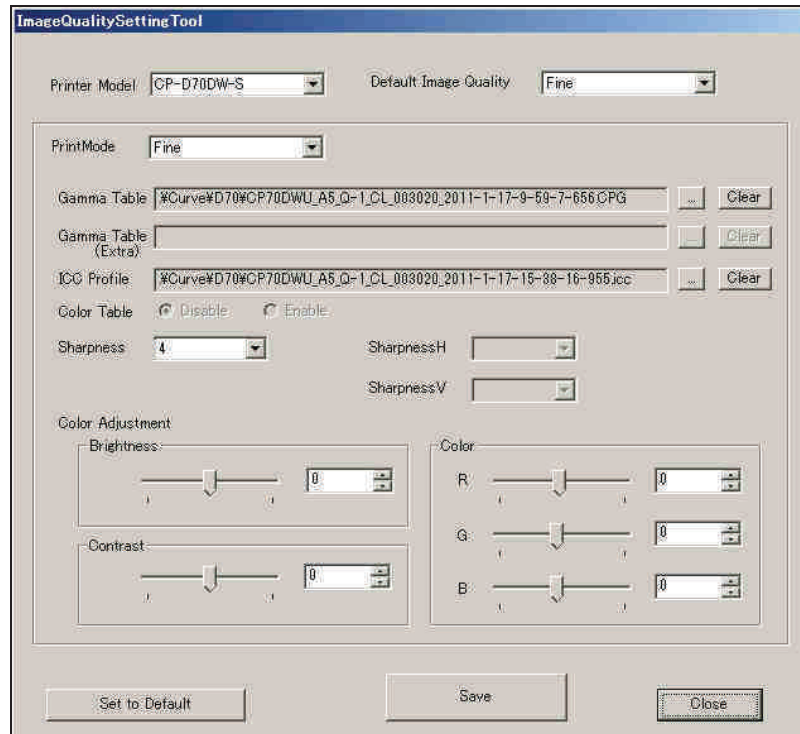 ImageQualitySettingTool
Printer Model CP-D70DW-S Default Image Quality Fine
PrintMode Fine
Gamma Table ¥Curve¥D70¥CP70DWU_A5_Q-1_CL_003020_2011-1-17-9-59-7-656.CPG ... Clear
Gamma Table (Extra) ... Clear
ICC Profile ¥Curve¥D70¥CP70DWU_A5_Q-1_CL_003020_2011-1-17-15-38-16-955.icc ... Clear
Color Table Disable Enable
Sharpness 4 SharpnessH
SharpnessV
Color Adjustment
Brightness 0
Contrast 0
Color
R 0
G 0
B 0
Set to Default Save Close